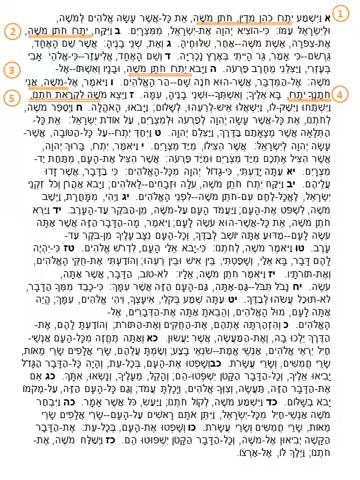 1
א וַיִּשְׁמַע יִתְרוֹ כֹהֵן מִדְיָן, חֹתֵן מֹשֶׁה, אֵת כָּל-אֲשֶׁר עָשָׂה אֱלֹהִים לְמֹשֶׁה,
2
וּלְיִשְׂרָאֵל עַמּוֹ: כִּי-הוֹצִיא יְהוָה אֶת-יִשְׂרָאֵל, מִמִּצְרָיִם. ב וַיִּקַּח, יִתְרוֹ חֹתֵן מֹשֶׁה,
אֶת-צִפֹּרָה, אֵשֶׁת מֹשֶׁה--אַחַר, שִׁלּוּחֶיהָ. ג וְאֵת, שְׁנֵי בָנֶיהָ: אֲשֶׁר שֵׁם הָאֶחָד,
גֵּרְשֹׁם--כִּי אָמַר, גֵּר הָיִיתִי בְּאֶרֶץ נָכְרִיָּה. ד וְשֵׁם הָאֶחָד, אֱלִיעֶזֶר--כִּי-אֱלֹהֵי אָבִי
3
בְּעֶזְרִי, וַיַּצִּלֵנִי מֵחֶרֶב פַּרְעֹה. ה וַיָּבֹא יִתְרוֹ חֹתֵן מֹשֶׁה, וּבָנָיו וְאִשְׁתּוֹ--אֶל-
מֹשֶׁה: אֶל-הַמִּדְבָּר, אֲשֶׁר-הוּא חֹנֶה שָׁם--הַר הָאֱלֹהִים. ו וַיֹּאמֶר, אֶל-מֹשֶׁה, אֲנִי
4
חֹתֶנְךָ יִתְרוֹ, בָּא אֵלֶיךָ; וְאִשְׁתְּךָ--וּשְׁנֵי בָנֶיהָ, עִמָּהּ. ז וַיֵּצֵא מֹשֶׁה לִקְרַאת חֹתְנוֹ,
5
וַיִּשְׁתַּחוּ וַיִּשַּׁק-לוֹ, וַיִּשְׁאֲלוּ אִישׁ-לְרֵעֵהוּ, לְשָׁלוֹם; וַיָּבֹאוּ, הָאֹהֱלָה. ח וַיְסַפֵּר מֹשֶׁה,
לְחֹתְנוֹ, אֵת כָּל-אֲשֶׁר עָשָׂה יְהוָה לְפַרְעֹה וּלְמִצְרַיִם, עַל אוֹדֹת יִשְׂרָאֵל: אֵת כָּל-
הַתְּלָאָה אֲשֶׁר מְצָאָתַם בַּדֶּרֶךְ, וַיַּצִּלֵם יְהוָה. ט וַיִּחַדְּ יִתְרוֹ--עַל כָּל-הַטּוֹבָה, אֲשֶׁר-
עָשָׂה יְהוָה לְיִשְׂרָאֵל: אֲשֶׁר הִצִּילוֹ, מִיַּד מִצְרָיִם. י וַיֹּאמֶר, יִתְרוֹ, בָּרוּךְ יְהוָה,
אֲשֶׁר הִצִּיל אֶתְכֶם מִיַּד מִצְרַיִם וּמִיַּד פַּרְעֹה: אֲשֶׁר הִצִּיל אֶת-הָעָם, מִתַּחַת יַד-
מִצְרָיִם. יא עַתָּה יָדַעְתִּי, כִּי-גָדוֹל יְהוָה מִכָּל-הָאֱלֹהִים: כִּי בַדָּבָר, אֲשֶׁר זָדוּ
עֲלֵיהֶם. יב וַיִּקַּח יִתְרוֹ חֹתֵן מֹשֶׁה, עֹלָה וּזְבָחִים--לֵאלֹהִים; וַיָּבֹא אַהֲרֹן וְכֹל זִקְנֵי
יִשְׂרָאֵל, לֶאֱכָל-לֶחֶם עִם-חֹתֵן מֹשֶׁה--לִפְנֵי הָאֱלֹהִים. יג וַיְהִי, מִמָּחֳרָת, וַיֵּשֶׁב
מֹשֶׁה, לִשְׁפֹּט אֶת-הָעָם; וַיַּעֲמֹד הָעָם עַל-מֹשֶׁה, מִן-הַבֹּקֶר עַד-הָעָרֶב. יד וַיַּרְא
חֹתֵן מֹשֶׁה, אֵת כָּל-אֲשֶׁר-הוּא עֹשֶׂה לָעָם; וַיֹּאמֶר, מָה-הַדָּבָר הַזֶּה אֲשֶׁר אַתָּה
עֹשֶׂה לָעָם--מַדּוּעַ אַתָּה יוֹשֵׁב לְבַדֶּךָ, וְכָל-הָעָם נִצָּב עָלֶיךָ מִן-בֹּקֶר עַד-
עָרֶב. טו וַיֹּאמֶר מֹשֶׁה, לְחֹתְנוֹ: כִּי-יָבֹא אֵלַי הָעָם, לִדְרֹשׁ אֱלֹהִים. טז כִּי-יִהְיֶה
לָהֶם דָּבָר, בָּא אֵלַי, וְשָׁפַטְתִּי, בֵּין אִישׁ וּבֵין רֵעֵהוּ; וְהוֹדַעְתִּי אֶת-חֻקֵּי הָאֱלֹהִים,
וְאֶת-תּוֹרֹתָיו. יז וַיֹּאמֶר חֹתֵן מֹשֶׁה, אֵלָיו: לֹא-טוֹב, הַדָּבָר, אֲשֶׁר אַתָּה,
עֹשֶׂה. יח נָבֹל תִּבֹּל--גַּם-אַתָּה, גַּם-הָעָם הַזֶּה אֲשֶׁר עִמָּךְ: כִּי-כָבֵד מִמְּךָ הַדָּבָר,
לֹא-תוּכַל עֲשֹׂהוּ לְבַדֶּךָ. יט עַתָּה שְׁמַע בְּקֹלִי, אִיעָצְךָ, וִיהִי אֱלֹהִים, עִמָּךְ; הֱיֵה
אַתָּה לָעָם, מוּל הָאֱלֹהִים, וְהֵבֵאתָ אַתָּה אֶת-הַדְּבָרִים, אֶל-
הָאֱלֹהִים. כ וְהִזְהַרְתָּה אֶתְהֶם, אֶת-הַחֻקִּים וְאֶת-הַתּוֹרֹת; וְהוֹדַעְתָּ לָהֶם, אֶת-
הַדֶּרֶךְ יֵלְכוּ בָהּ, וְאֶת-הַמַּעֲשֶׂה, אֲשֶׁר יַעֲשׂוּן. כא וְאַתָּה תֶחֱזֶה מִכָּל-הָעָם אַנְשֵׁי-
חַיִל יִרְאֵי אֱלֹהִים, אַנְשֵׁי אֱמֶת--שֹׂנְאֵי בָצַע; וְשַׂמְתָּ עֲלֵהֶם, שָׂרֵי אֲלָפִים שָׂרֵי מֵאוֹת,
שָׂרֵי חֲמִשִּׁים, וְשָׂרֵי עֲשָׂרֹת. כב וְשָׁפְטוּ אֶת-הָעָם, בְּכָל-עֵת, וְהָיָה כָּל-הַדָּבָר הַגָּדֹל
יָבִיאוּ אֵלֶיךָ, וְכָל-הַדָּבָר הַקָּטֹן יִשְׁפְּטוּ-הֵם; וְהָקֵל, מֵעָלֶיךָ, וְנָשְׂאוּ, אִתָּךְ. כג אִם
אֶת-הַדָּבָר הַזֶּה, תַּעֲשֶׂה, וְצִוְּךָ אֱלֹהִים, וְיָכָלְתָּ עֲמֹד; וְגַם כָּל-הָעָם הַזֶּה, עַל-מְקֹמוֹ
יָבֹא בְשָׁלוֹם. כד וַיִּשְׁמַע מֹשֶׁה, לְקוֹל חֹתְנוֹ; וַיַּעַשׂ, כֹּל אֲשֶׁר אָמָר. כה וַיִּבְחַר
מֹשֶׁה אַנְשֵׁי-חַיִל מִכָּל-יִשְׂרָאֵל, וַיִּתֵּן אֹתָם רָאשִׁים עַל-הָעָם--שָׂרֵי אֲלָפִים שָׂרֵי
מֵאוֹת, שָׂרֵי חֲמִשִּׁים וְשָׂרֵי עֲשָׂרֹת. כו וְשָׁפְטוּ אֶת-הָעָם, בְּכָל-עֵת: אֶת-הַדָּבָר
הַקָּשֶׁה יְבִיאוּן אֶל-מֹשֶׁה, וְכָל-הַדָּבָר הַקָּטֹן יִשְׁפּוּטוּ הֵם. כז וַיְשַׁלַּח מֹשֶׁה, אֶת-
חֹתְנוֹ; וַיֵּלֶךְ לוֹ, אֶל-אַרְצוֹ.